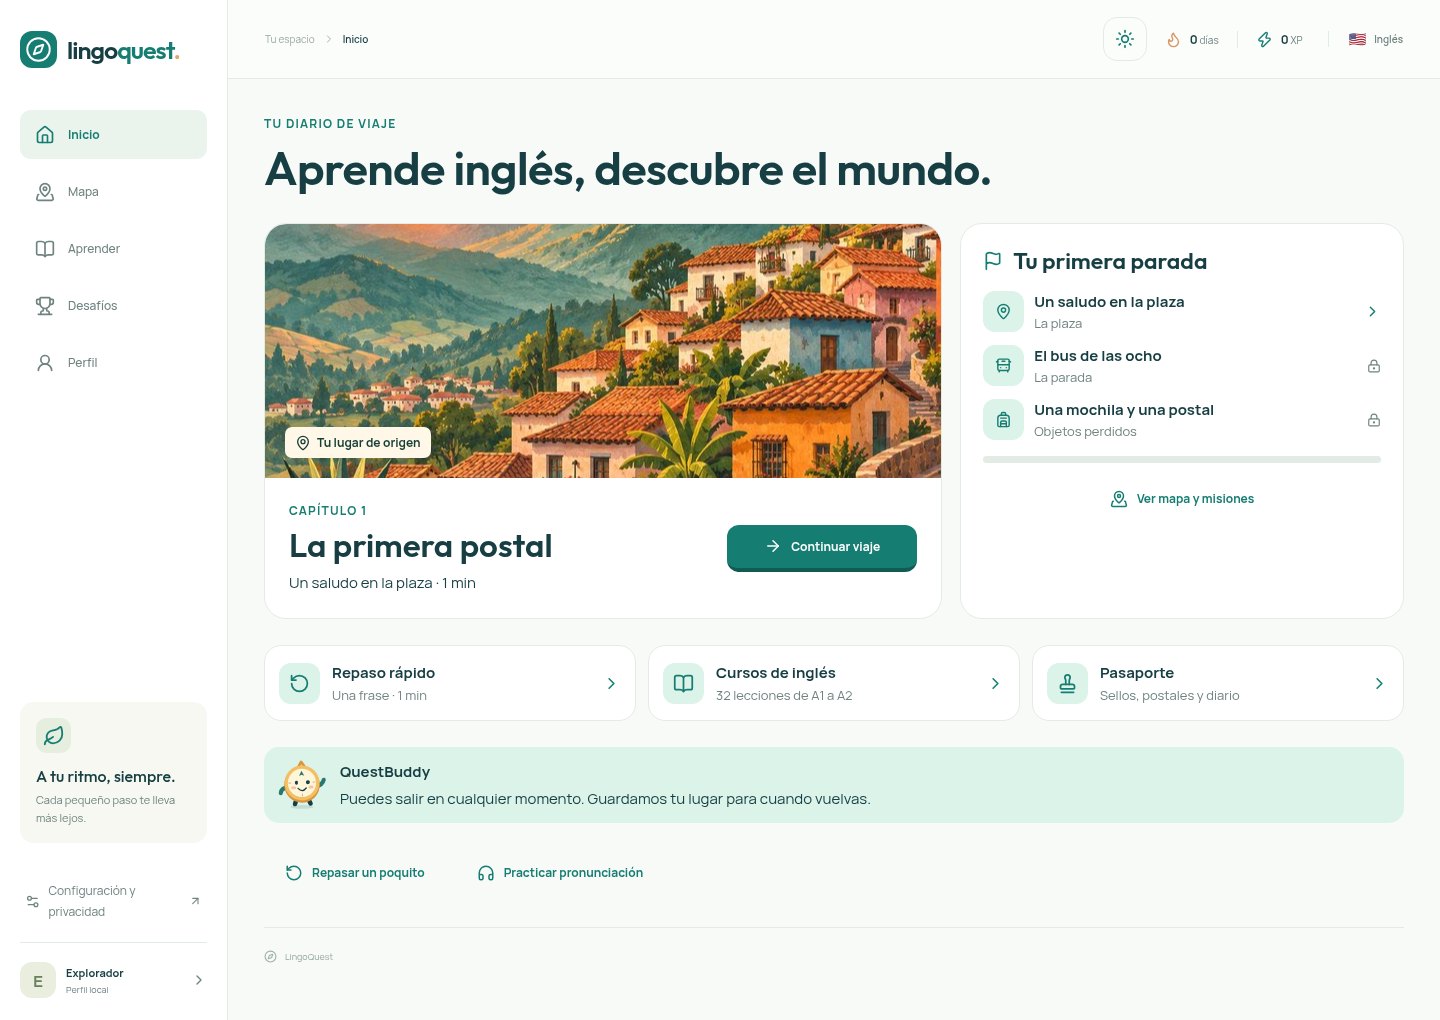 lingoquest.
Inicio
Mapa
Aprender
Desafíos
Perfil
A tu ritmo, siempre.
Cada pequeño paso te lleva
más lejos.
Configuración y
privacidad
E
Explorador
Perfil local
Tu espacio
Inicio
0 días
0 XP
Inglés
TU DIARIO DE VIAJE
Aprende inglés, descubre el mundo.
Tu lugar de origen
CAPÍTULO 1
La primera postal
Un saludo en la plaza · 1 min
Continuar viaje
Tu primera parada
Un saludo en la plaza
La plaza
El bus de las ocho
La parada
Una mochila y una postal
Objetos perdidos
Ver mapa y misiones
Repaso rápido
Una frase · 1 min
Cursos de inglés
32 lecciones de A1 a A2
Pasaporte
Sellos, postales y diario
QuestBuddy
Puedes salir en cualquier momento. Guardamos tu lugar para cuando vuelvas.
Repasar un poquito
Practicar pronunciación
LingoQuest